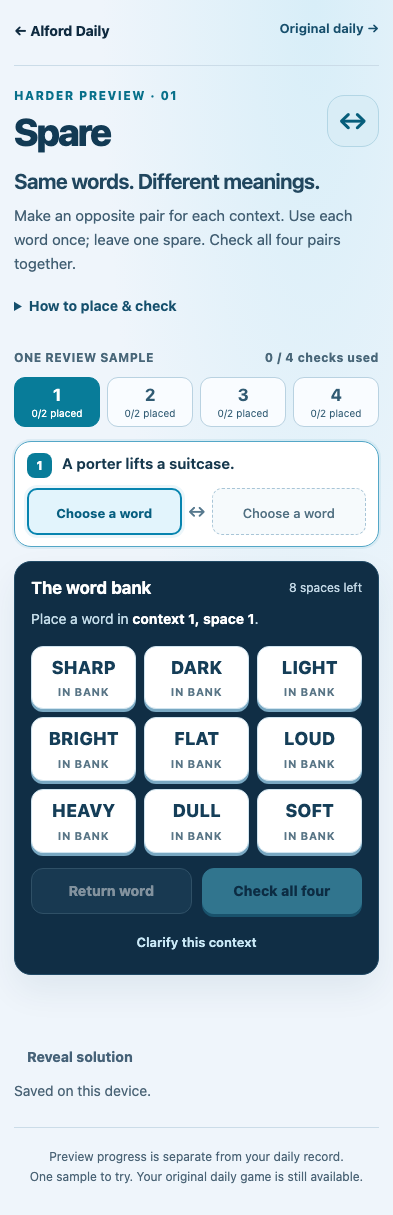 ← Alford Daily
Original daily →
HARDER PREVIEW · 01
Spare
Same words. Different meanings.
Make an opposite pair for each context. Use each
word once; leave one spare. Check all four pairs
together.
▶ How to place & check
ONE REVIEW SAMPLE
0 / 4 checks used
1
0/2 placed
2
0/2 placed
3
0/2 placed
4
0/2 placed
1
A porter lifts a suitcase.
Choose a word
↔
Choose a word
The word bank
8 spaces left
Place a word in context 1, space 1.
SHARP
IN BANK
DARK
IN BANK
LIGHT
IN BANK
BRIGHT
IN BANK
FLAT
IN BANK
LOUD
IN BANK
HEAVY
IN BANK
DULL
IN BANK
SOFT
IN BANK
Return word
Check all four
Clarify this context
Reveal solution
Saved on this device.
Preview progress is separate from your daily record.
One sample to try. Your original daily game is still available.